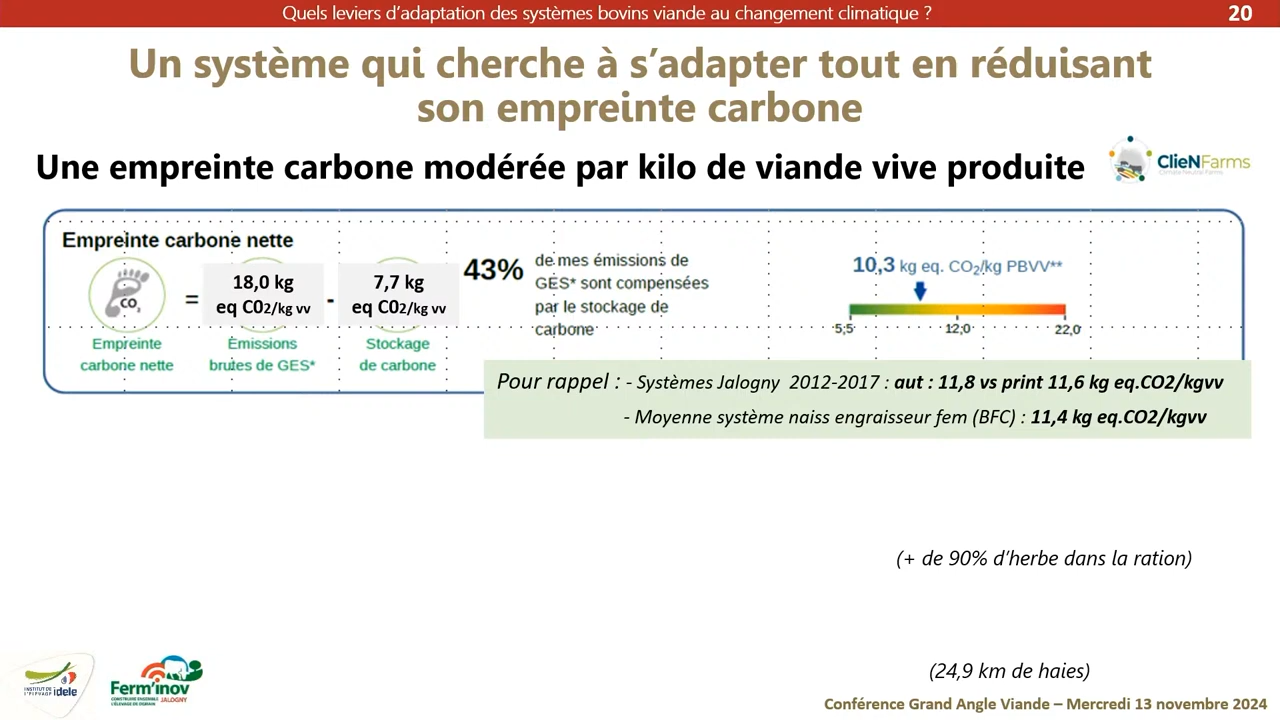 Quels leviers d'adaptation des systèmes bovins viande au changement climatique ?
20
Un système qui cherche à s'adapter tout en réduisant
son empreinte carbone
Une empreinte carbone modérée par kilo de viande vive produite
ClieNFarms
Climate Neutral Farms
Empreinte carbone nette
CO2
=
18,0 kg
eq C02/kg vv
-
7,7 kg
eq C02/kg vv
43%
de mes émissions de
GES* sont compensées
par le stockage de
carbone
10,3 kg eq. CO2/kg PBVV**
5,5
12,0
22,0
Empreinte
carbone nette
Émissions
brutes de GES*
Stockage
de carbone
Pour rappel : - Systèmes Jalogny 2012-2017 : aut : 11,8 vs print 11,6 kg eq.CO2/kgvv
- Moyenne système naiss engraisseur fem (BFC) : 11,4 kg eq.CO2/kgvv
(+ de 90% d'herbe dans la ration)
(24,9 km de haies)
INSTITUT DE
L'ÉLEVAGE idele
Ferm'inov
CONSTRUIRE ENSEMBLE
L'ÉLEVAGE DE DEMAIN
JALOGNY
Conférence Grand Angle Viande – Mercredi 13 novembre 2024